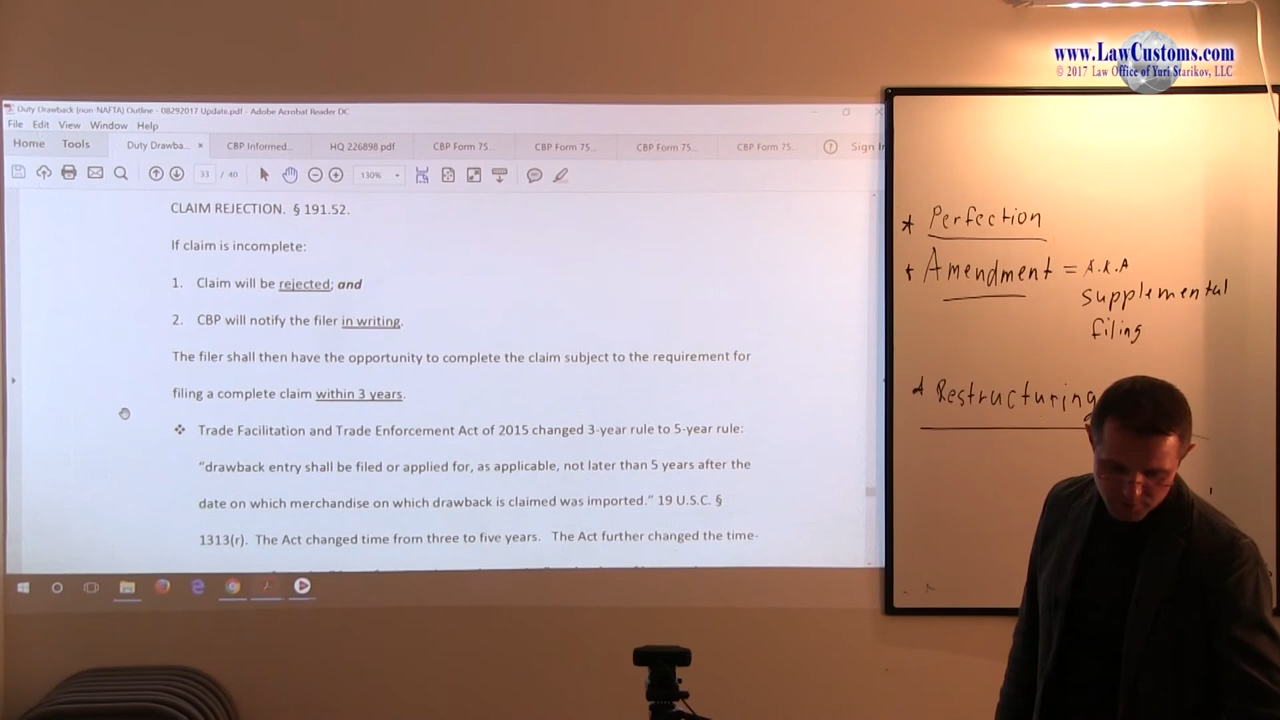 www.LawCustoms.com
© 2017 Law Office of Yuri Starikov, LLC
Duty Drawback (non-NAFTA) Outline - 08292017 Update.pdf - Adobe Acrobat Reader DC
File Edit View Window Help
Home Tools Duty Drawba... × CBP Informed... HQ 226898.pdf CBP Form 75... CBP Form 75... CBP Form 75... CBP Form 75... Sign In
33 / 40 130%
CLAIM REJECTION. § 191.52.
If claim is incomplete:
1. Claim will be rejected; and
2. CBP will notify the filer in writing.
The filer shall then have the opportunity to complete the claim subject to the requirement for
filing a complete claim within 3 years.
❖ Trade Facilitation and Trade Enforcement Act of 2015 changed 3-year rule to 5-year rule:
“drawback entry shall be filed or applied for, as applicable, not later than 5 years after the
date on which merchandise on which drawback is claimed was imported.” 19 U.S.C. §
1313(r). The Act changed time from three to five years. The Act further changed the time-
* Perfection
* Amendment = A.K.A
supplemental
filing
* Restructuring